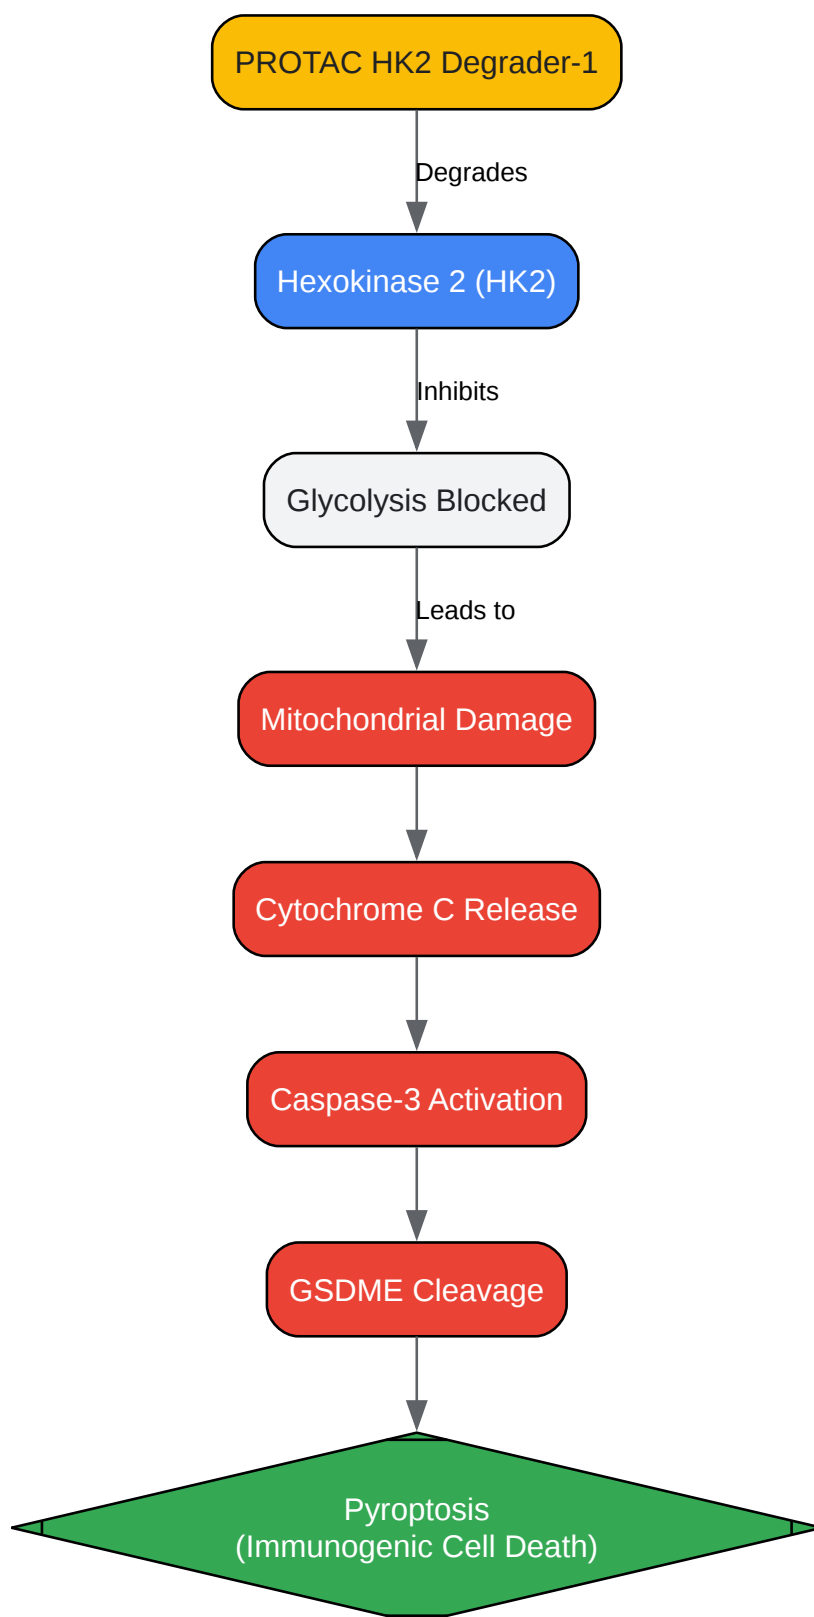 PROTAC HK2 Degrader-1
Degrades
Hexokinase 2 (HK2)
Inhibits
Glycolysis Blocked
Leads to
Mitochondrial Damage
Cytochrome C Release
Caspase-3 Activation
GSDME Cleavage
Pyroptosis
(Immunogenic Cell Death)